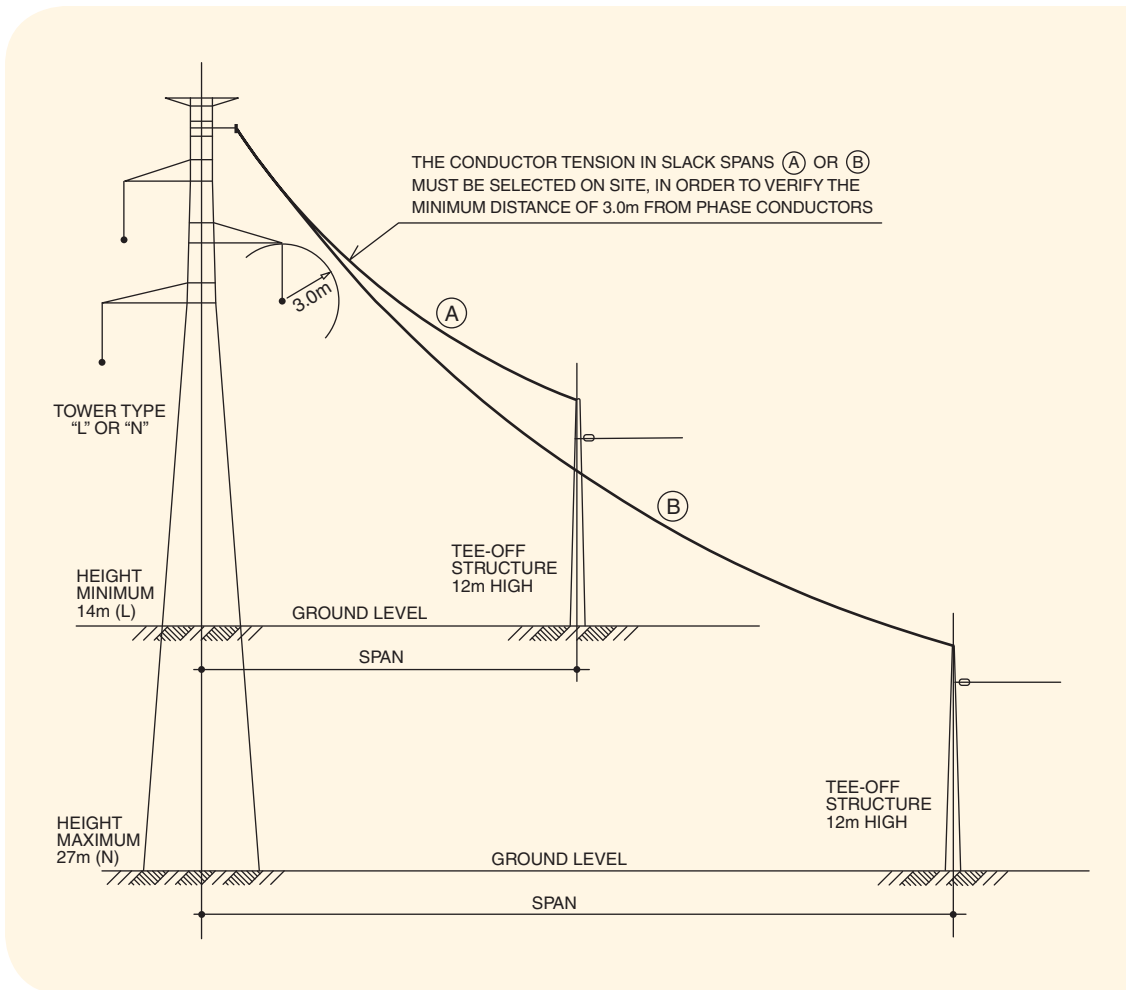 THE CONDUCTOR TENSION IN SLACK SPANS A OR B
MUST BE SELECTED ON SITE, IN ORDER TO VERIFY THE
MINIMUM DISTANCE OF 3.0m FROM PHASE CONDUCTORS
3.0m
A
TOWER TYPE
“L” OR “N”
B
TEE-OFF
STRUCTURE
12m HIGH
HEIGHT
MINIMUM
14m (L)
GROUND LEVEL
SPAN
TEE-OFF
STRUCTURE
12m HIGH
HEIGHT
MAXIMUM
27m (N)
GROUND LEVEL
SPAN